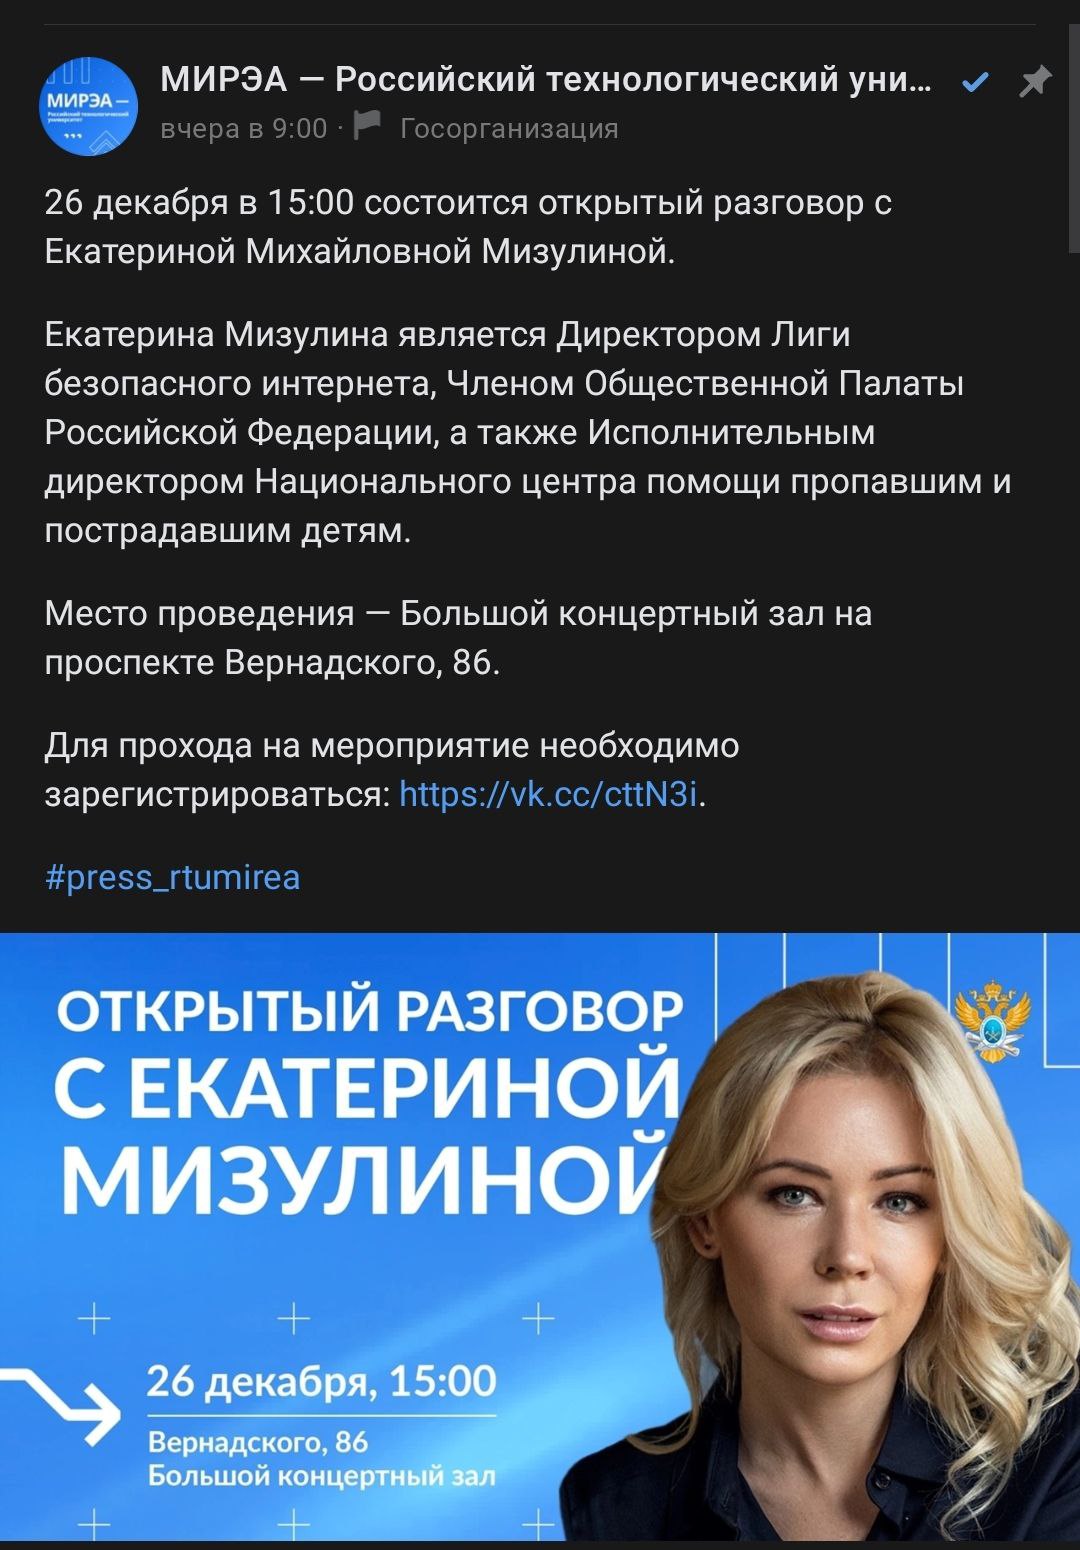 МИРЭА —
Российский технологический
университет
МИРЭА — Российский технологический уни...
вчера в 9:00 · Госорганизация
26 декабря в 15:00 состоится открытый разговор с
Екатериной Михайловной Мизулиной.
Екатерина Мизулина является Директором Лиги
безопасного интернета, Членом Общественной Палаты
Российской Федерации, а также Исполнительным
директором Национального центра помощи пропавшим и
пострадавшим детям.
Место проведения — Большой концертный зал на
проспекте Вернадского, 86.
Для прохода на мероприятие необходимо
зарегистрироваться: https://vk.cc/cttN3i.
#press_rtumirea
ОТКРЫТЫЙ РАЗГОВОР
С ЕКАТЕРИНОЙ
МИЗУЛИНОЙ
26 декабря, 15:00
Вернадского, 86
Большой концертный зал